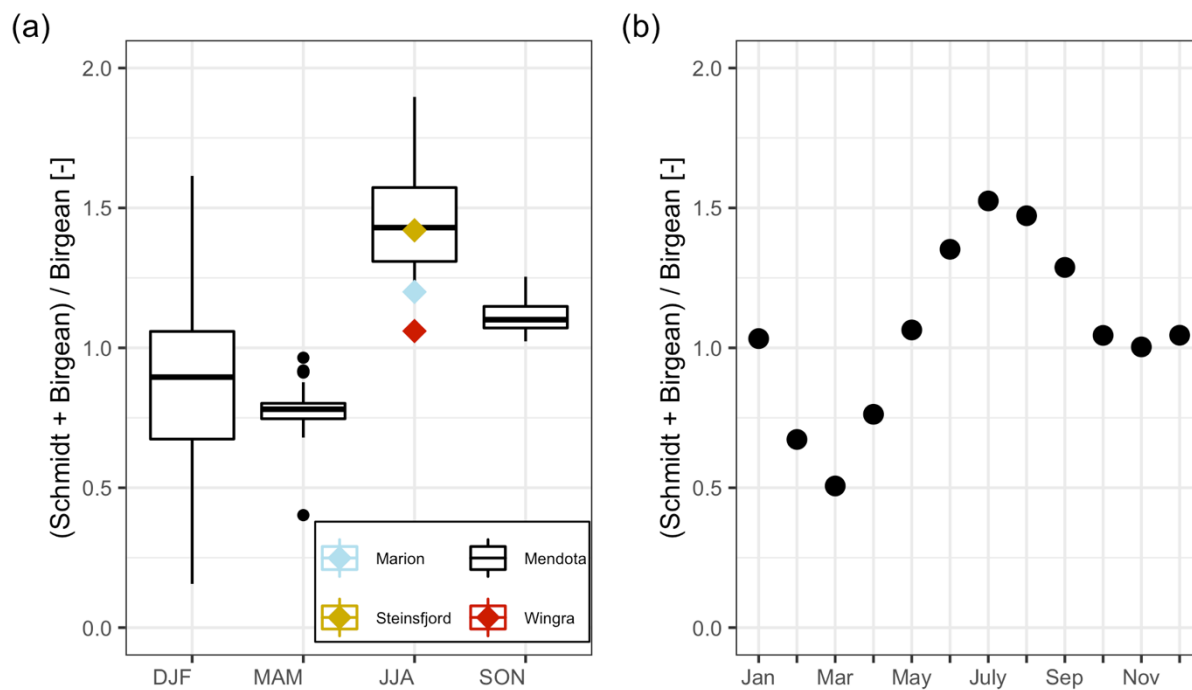 (a)
(Schmidt + Birgean) / Birgean [-]
2.0
1.5
1.0
0.5
0.0
DJF MAM JJA SON
Marion Mendota
Steinsfjord Wingra
(b)
(Schmidt + Birgean) / Birgean [-]
2.0
1.5
1.0
0.5
0.0
Jan Mar May July Sep Nov